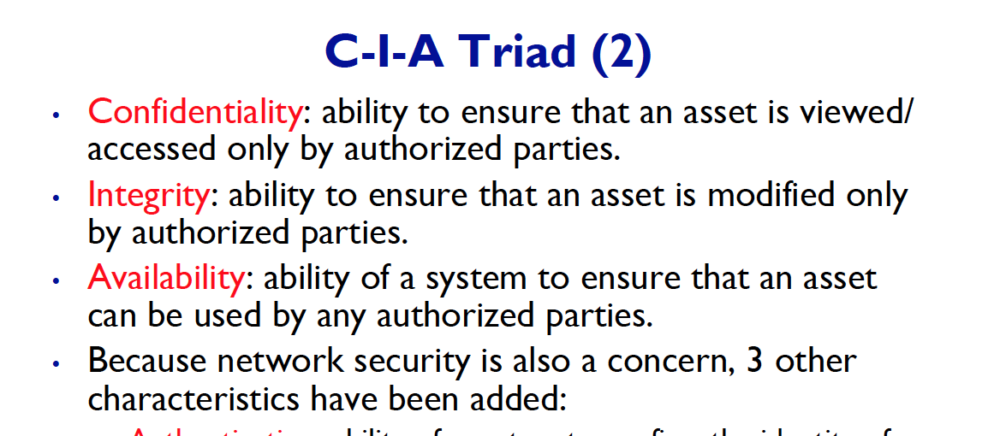 C-I-A Triad (2)
• Confidentiality: ability to ensure that an asset is viewed/
accessed only by authorized parties.
• Integrity: ability to ensure that an asset is modified only
by authorized parties.
• Availability: ability of a system to ensure that an asset
can be used by any authorized parties.
• Because network security is also a concern, 3 other
characteristics have been added: